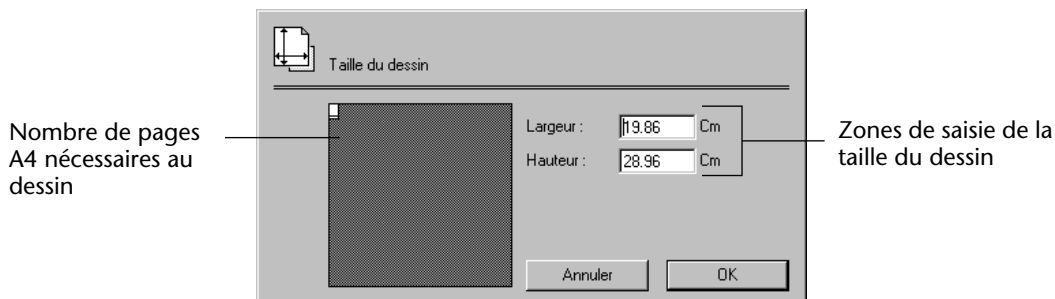 Taille du dessin
Nombre de pages
A4 nécessaires au
dessin
Largeur : 19.86 Cm
Hauteur : 28.96 Cm
Zones de saisie de la
taille du dessin
Annuler OK